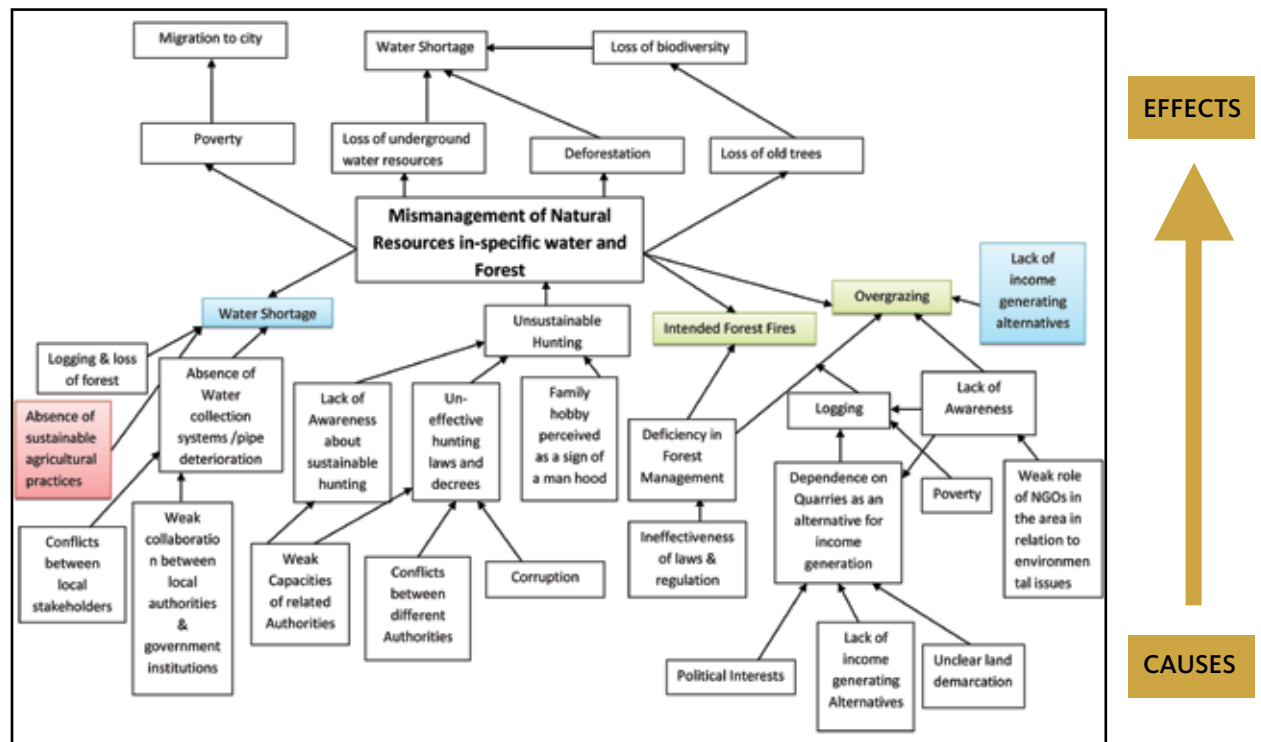 Migration to city
Water Shortage
Loss of biodiversity
EFFECTS
Poverty
Loss of underground
water resources
Deforestation
Loss of old trees
Mismanagement of Natural
Resources in-specific water and
Forest
Lack of
income
generating
alternatives
Overgrazing
Water Shortage
Unsustainable
Hunting
Intended Forest Fires
Logging & loss
of forest
Absence of
Water
collection
systems /pipe
deterioration
Absence of
sustainable
agricultural
practices
Lack of
Awareness
about
sustainable
hunting
Un-
effective
hunting
laws and
decrees
Family
hobby
perceived
as a sign of
a man hood
Deficiency in
Forest
Management
Logging
Lack of
Awareness
Dependence on
Quarries as an
alternative for
income
generation
Poverty
Weak role
of NGOs in
the area in
relation to
environmen
tal issues
Conflicts
between
local
stakeholders
Weak
collaboratio
n between
local
authorities
&
government
institutions
Weak
Capacities
of related
Authorities
Conflicts
between
different
Authorities
Corruption
Ineffectiveness
of laws &
regulation
Political Interests
Lack of
income
generating
Alternatives
Unclear land
demarcation
CAUSES